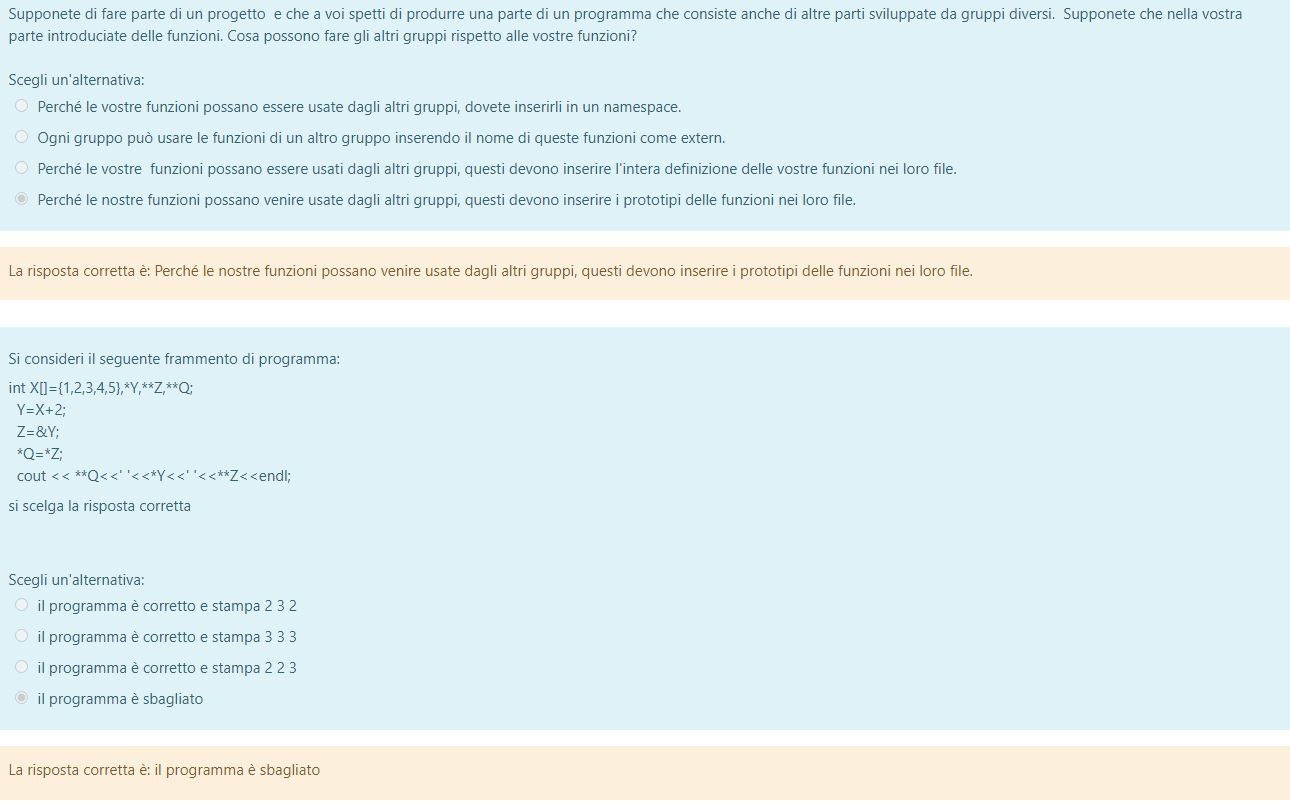 Supponete di fare parte di un progetto  e che a voi spetti di produrre una parte di un programma che consiste anche di altre parti sviluppate da gruppi diversi.  Supponete che nella vostra
parte introduciate delle funzioni. Cosa possono fare gli altri gruppi rispetto alle vostre funzioni?
Scegli un'alternativa:
Perché le vostre funzioni possano essere usate dagli altri gruppi, dovete inserirli in un namespace.
Ogni gruppo può usare le funzioni di un altro gruppo inserendo il nome di queste funzioni come extern.
Perché le vostre  funzioni possano essere usati dagli altri gruppi, questi devono inserire l'intera definizione delle vostre funzioni nei loro file.
Perché le nostre funzioni possano venire usate dagli altri gruppi, questi devono inserire i prototipi delle funzioni nei loro file.
La risposta corretta è: Perché le nostre funzioni possano venire usate dagli altri gruppi, questi devono inserire i prototipi delle funzioni nei loro file.
Si consideri il seguente frammento di programma:
int X[]={1,2,3,4,5},*Y,**Z,**Q;
Y=X+2;
Z=&Y;
*Q=*Z;
cout << **Q<<' '<<*Y<<' '<<**Z<<endl;
si scelga la risposta corretta
Scegli un'alternativa:
il programma è corretto e stampa 2 3 2
il programma è corretto e stampa 3 3 3
il programma è corretto e stampa 2 2 3
il programma è sbagliato
La risposta corretta è: il programma è sbagliato